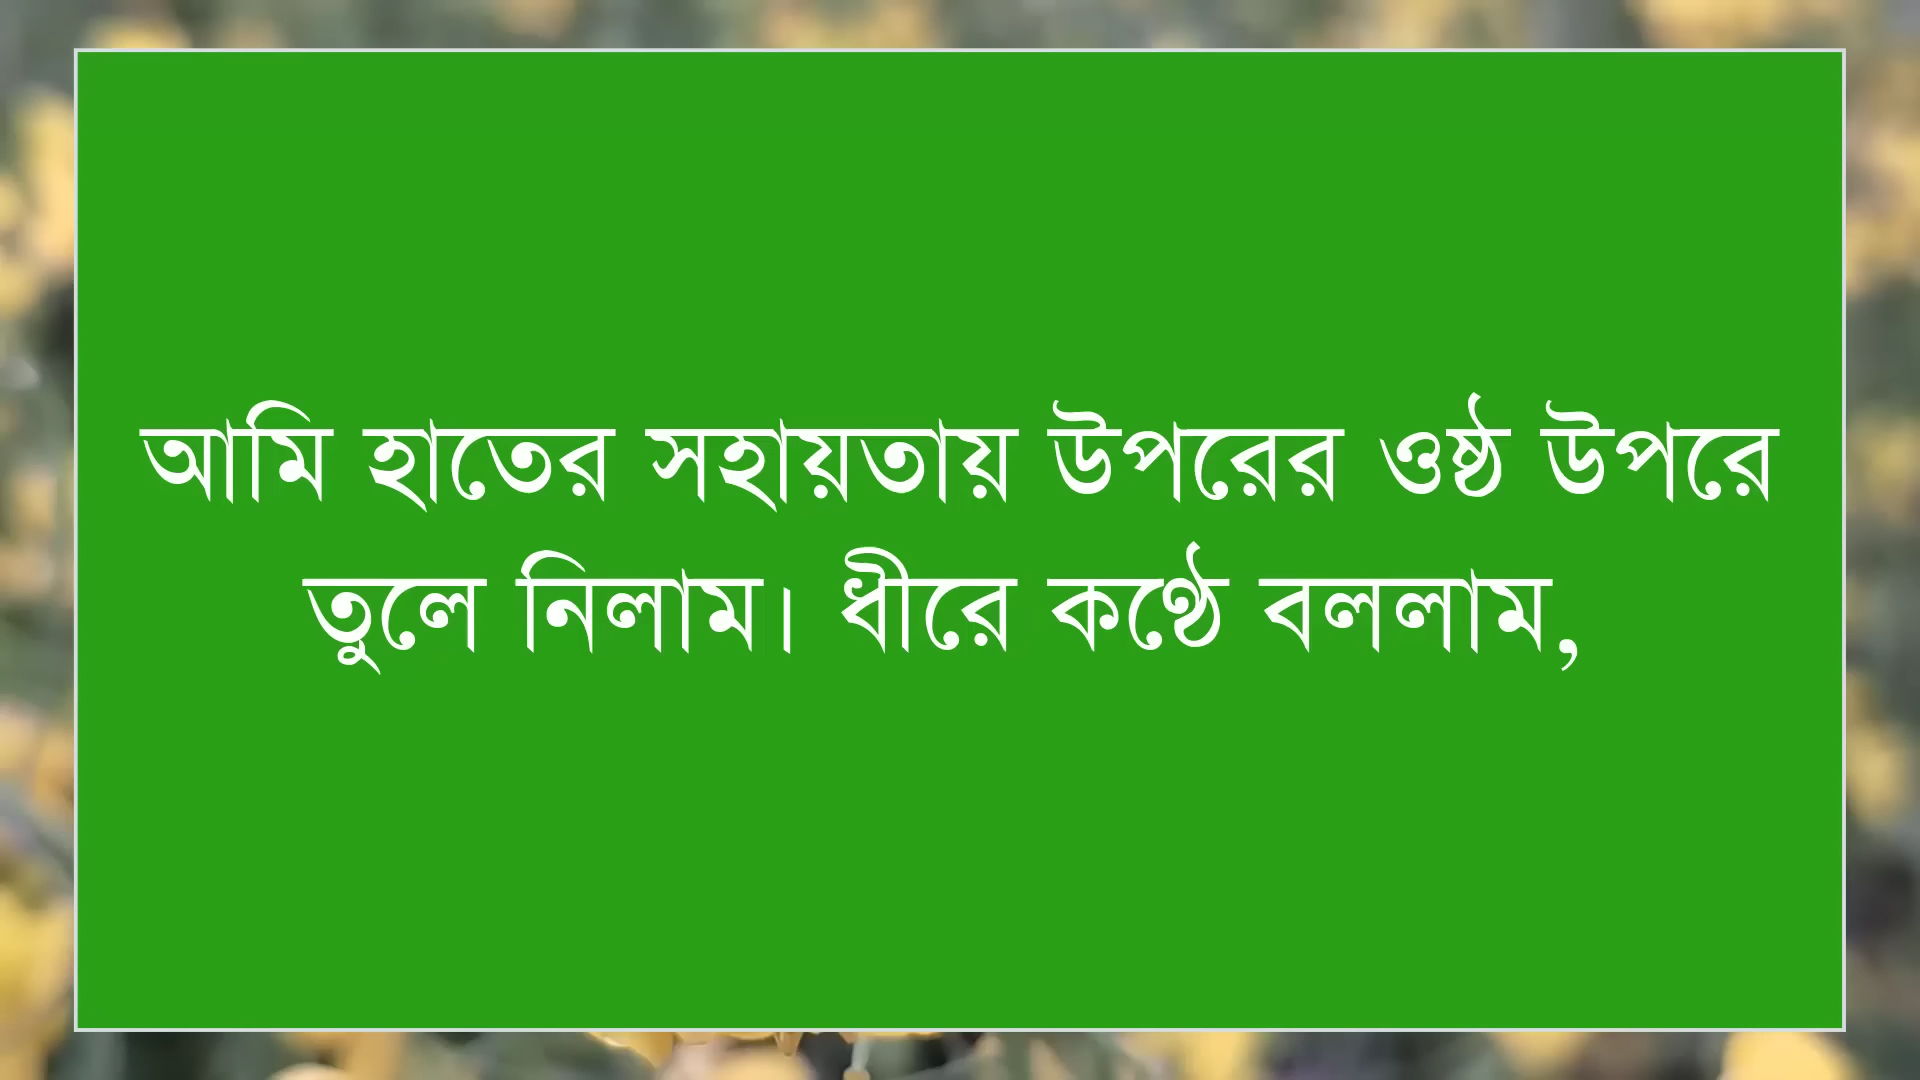 আমি হাতের সহায়তায় উপরের ওষ্ঠ উপরে
তুলে নিলাম। ধীরে কণ্ঠে বললাম,